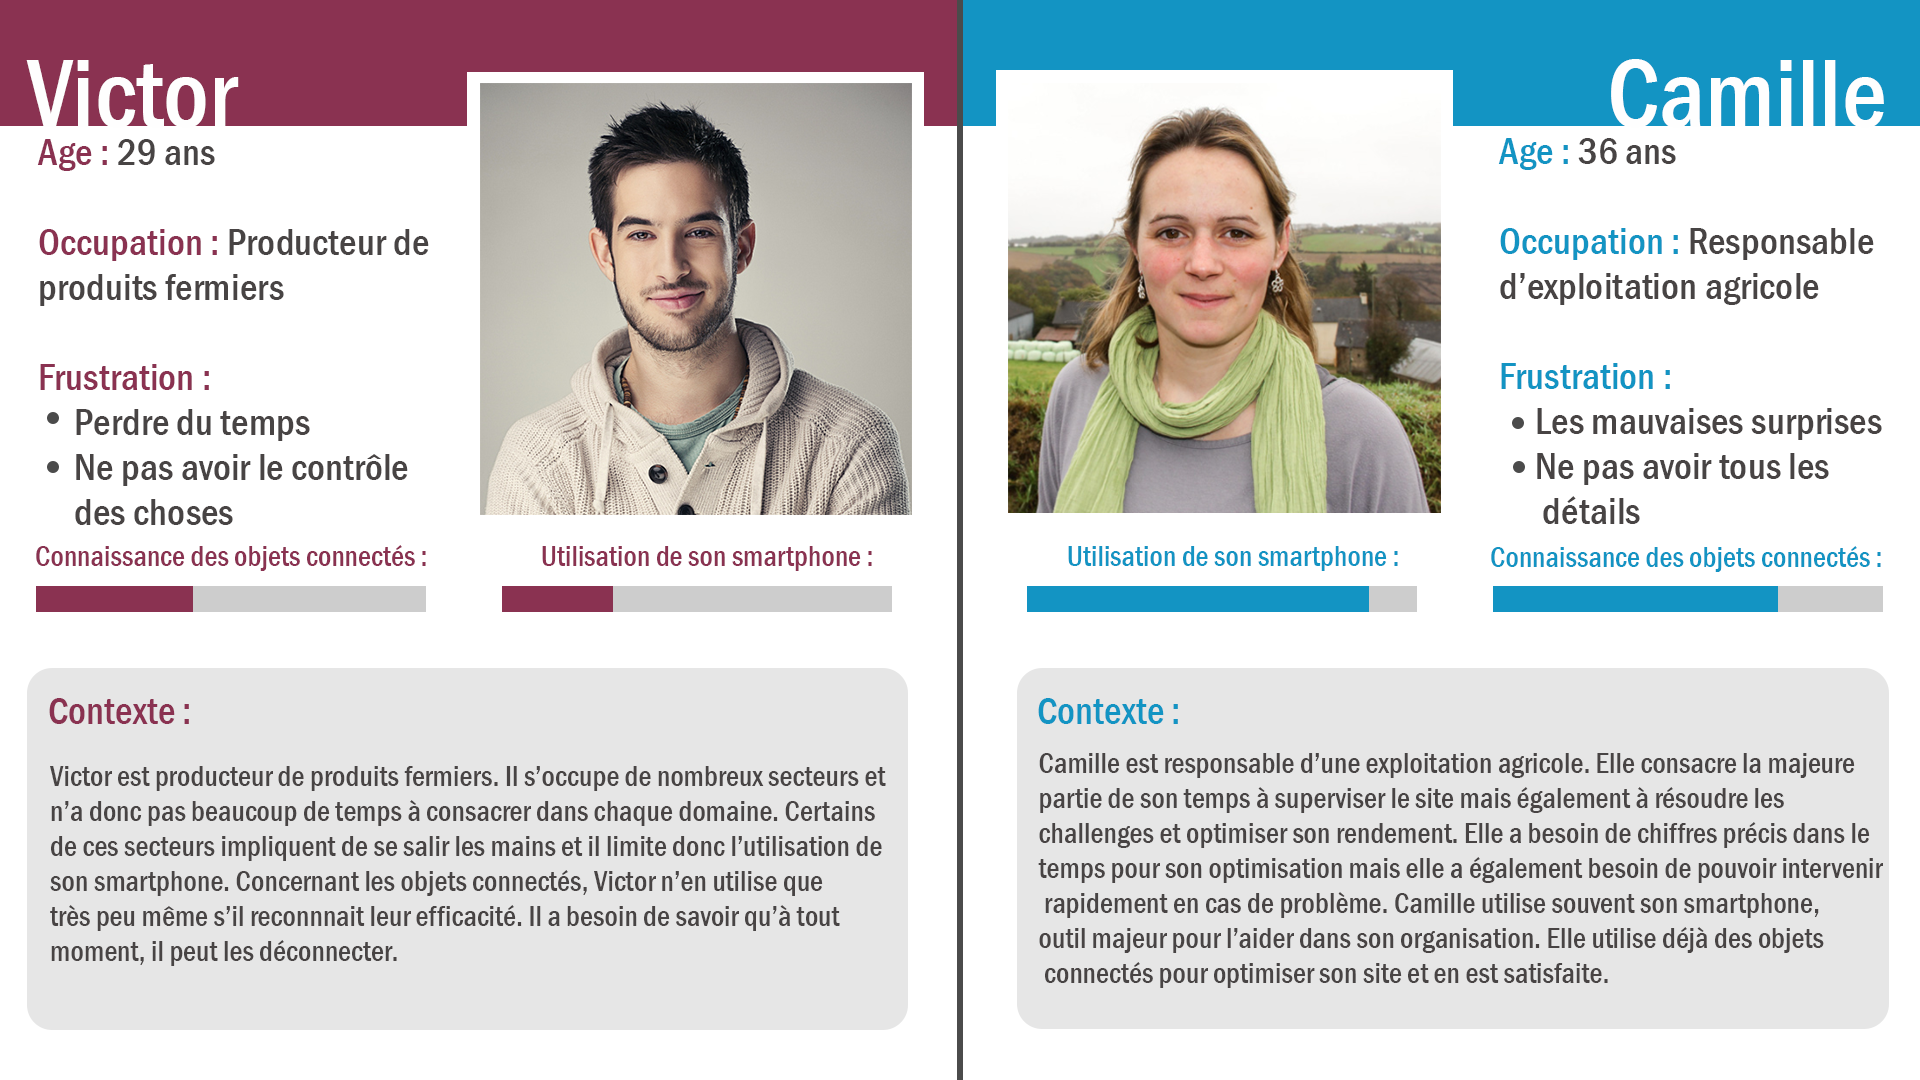 Victor
Age : 29 ans
Occupation : Producteur de
produits fermiers
Frustration :
• Perdre du temps
• Ne pas avoir le contrôle
des choses
Connaissance des objets connectés :
Utilisation de son smartphone :
Contexte :
Victor est producteur de produits fermiers. Il s’occupe de nombreux secteurs et
n’a donc pas beaucoup de temps à consacrer dans chaque domaine. Certains
de ces secteurs impliquent de se salir les mains et il limite donc l’utilisation de
son smartphone. Concernant les objets connectés, Victor n’en utilise que
très peu même s’il reconnnait leur efficacité. Il a besoin de savoir qu’à tout
moment, il peut les déconnecter.
Camille
Age : 36 ans
Occupation : Responsable
d’exploitation agricole
Frustration :
• Les mauvaises surprises
• Ne pas avoir tous les
détails
Utilisation de son smartphone :
Connaissance des objets connectés :
Contexte :
Camille est responsable d’une exploitation agricole. Elle consacre la majeure
partie de son temps à superviser le site mais également à résoudre les
challenges et optimiser son rendement. Elle a besoin de chiffres précis dans le
temps pour son optimisation mais elle a également besoin de pouvoir intervenir
rapidement en cas de problème. Camille utilise souvent son smartphone,
outil majeur pour l’aider dans son organisation. Elle utilise déjà des objets
connectés pour optimiser son site et en est satisfaite.